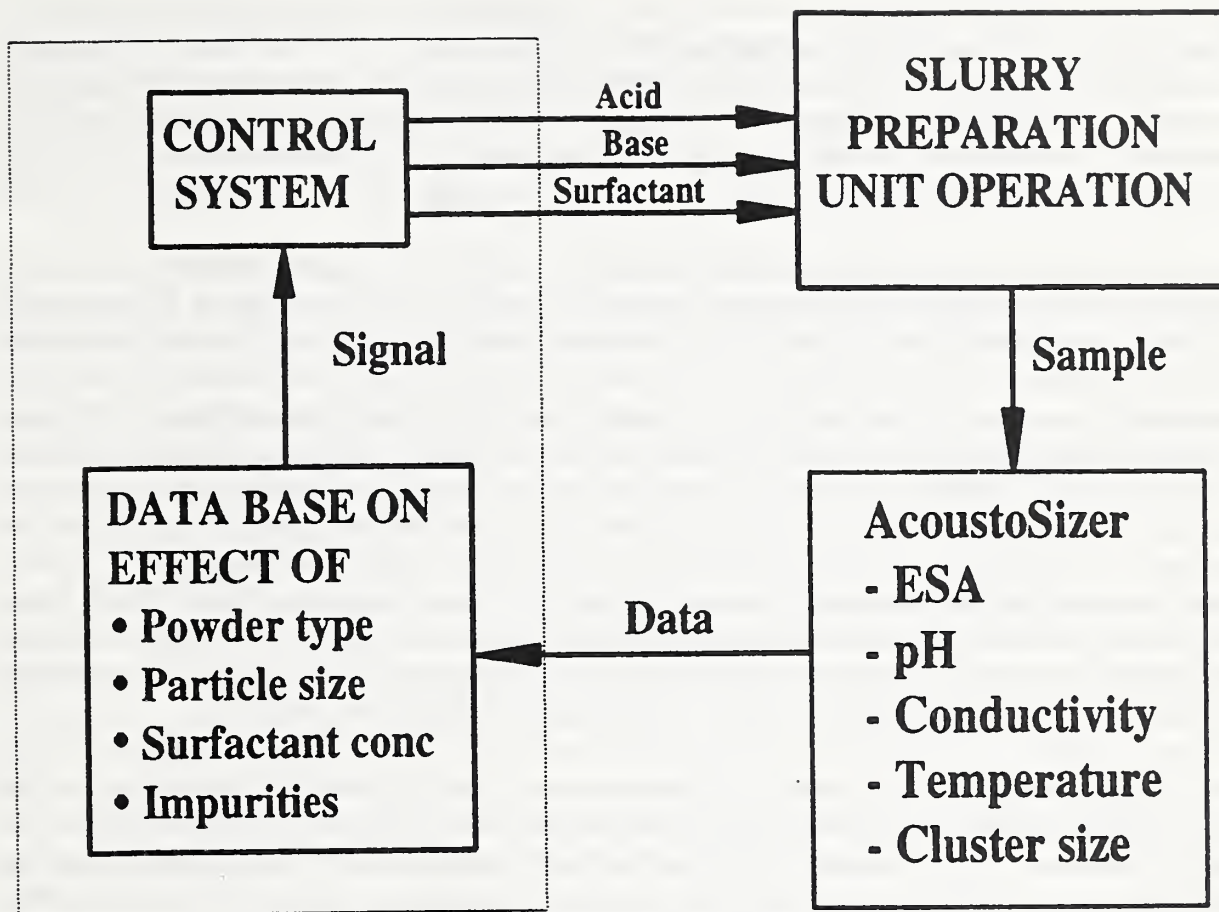 CONTROL
SYSTEM
Acid
Base
Surfactant
SLURRY
PREPARATION
UNIT OPERATION
Signal
Sample
DATA BASE ON
EFFECT OF
• Powder type
• Particle size
• Surfactant conc
• Impurities
Data
AcoustoSizer
- ESA
- pH
- Conductivity
- Temperature
- Cluster size